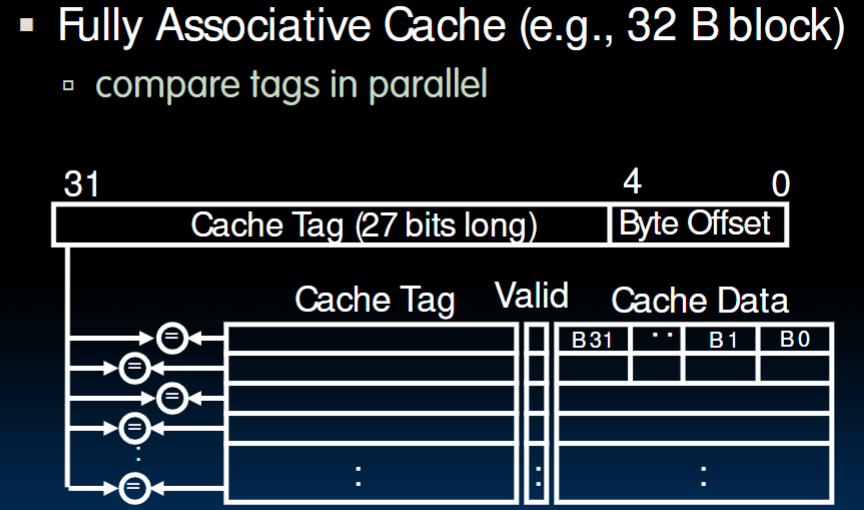 ▪ Fully Associative Cache (e.g., 32 B block)
▫ compare tags in parallel
31 4 0
Cache Tag (27 bits long) Byte Offset
Cache Tag Valid Cache Data
= B31 ·· B1 B0
=
=
=
:
= : : :